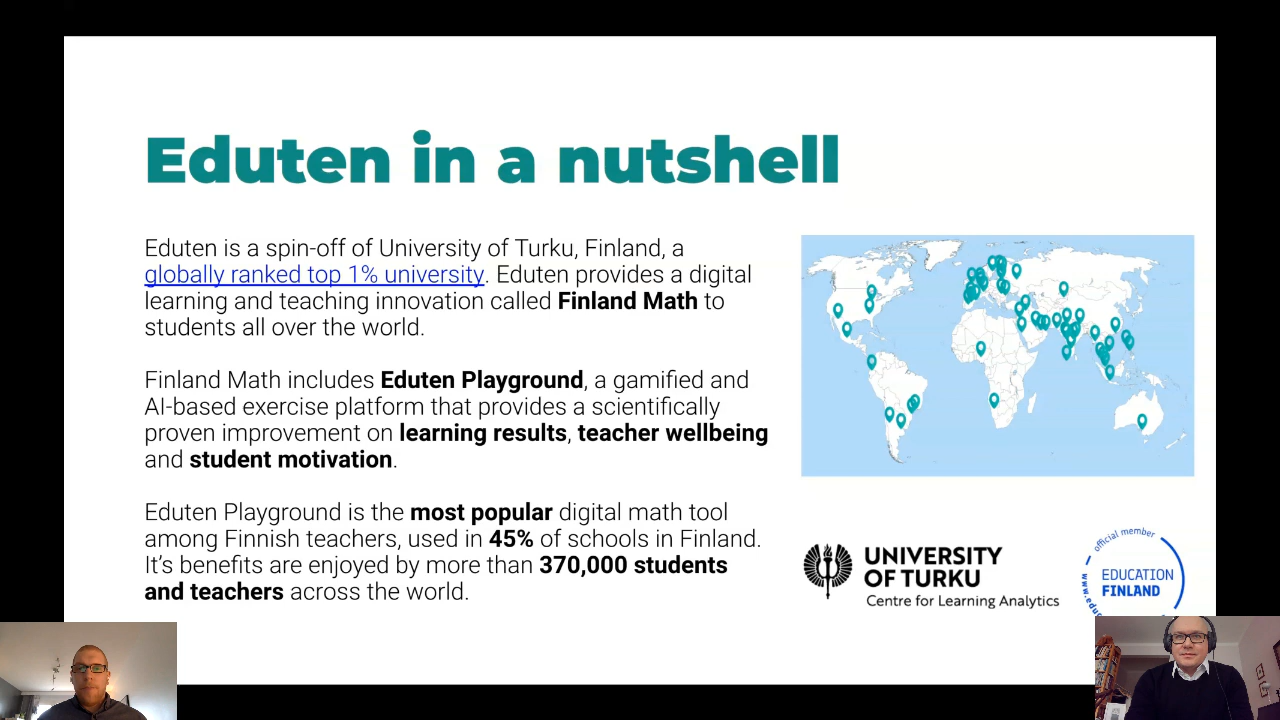 Eduten in a nutshell
Eduten is a spin-off of University of Turku, Finland, a
globally ranked top 1% university. Eduten provides a digital
learning and teaching innovation called Finland Math to
students all over the world.
Finland Math includes Eduten Playground, a gamified and
AI-based exercise platform that provides a scientifically
proven improvement on learning results, teacher wellbeing
and student motivation.
Eduten Playground is the most popular digital math tool
among Finnish teachers, used in 45% of schools in Finland.
It's benefits are enjoyed by more than 370,000 students
and teachers across the world.
UNIVERSITY
OF TURKU
Centre for Learning Analytics
official member
EDUCATION
FINLAND